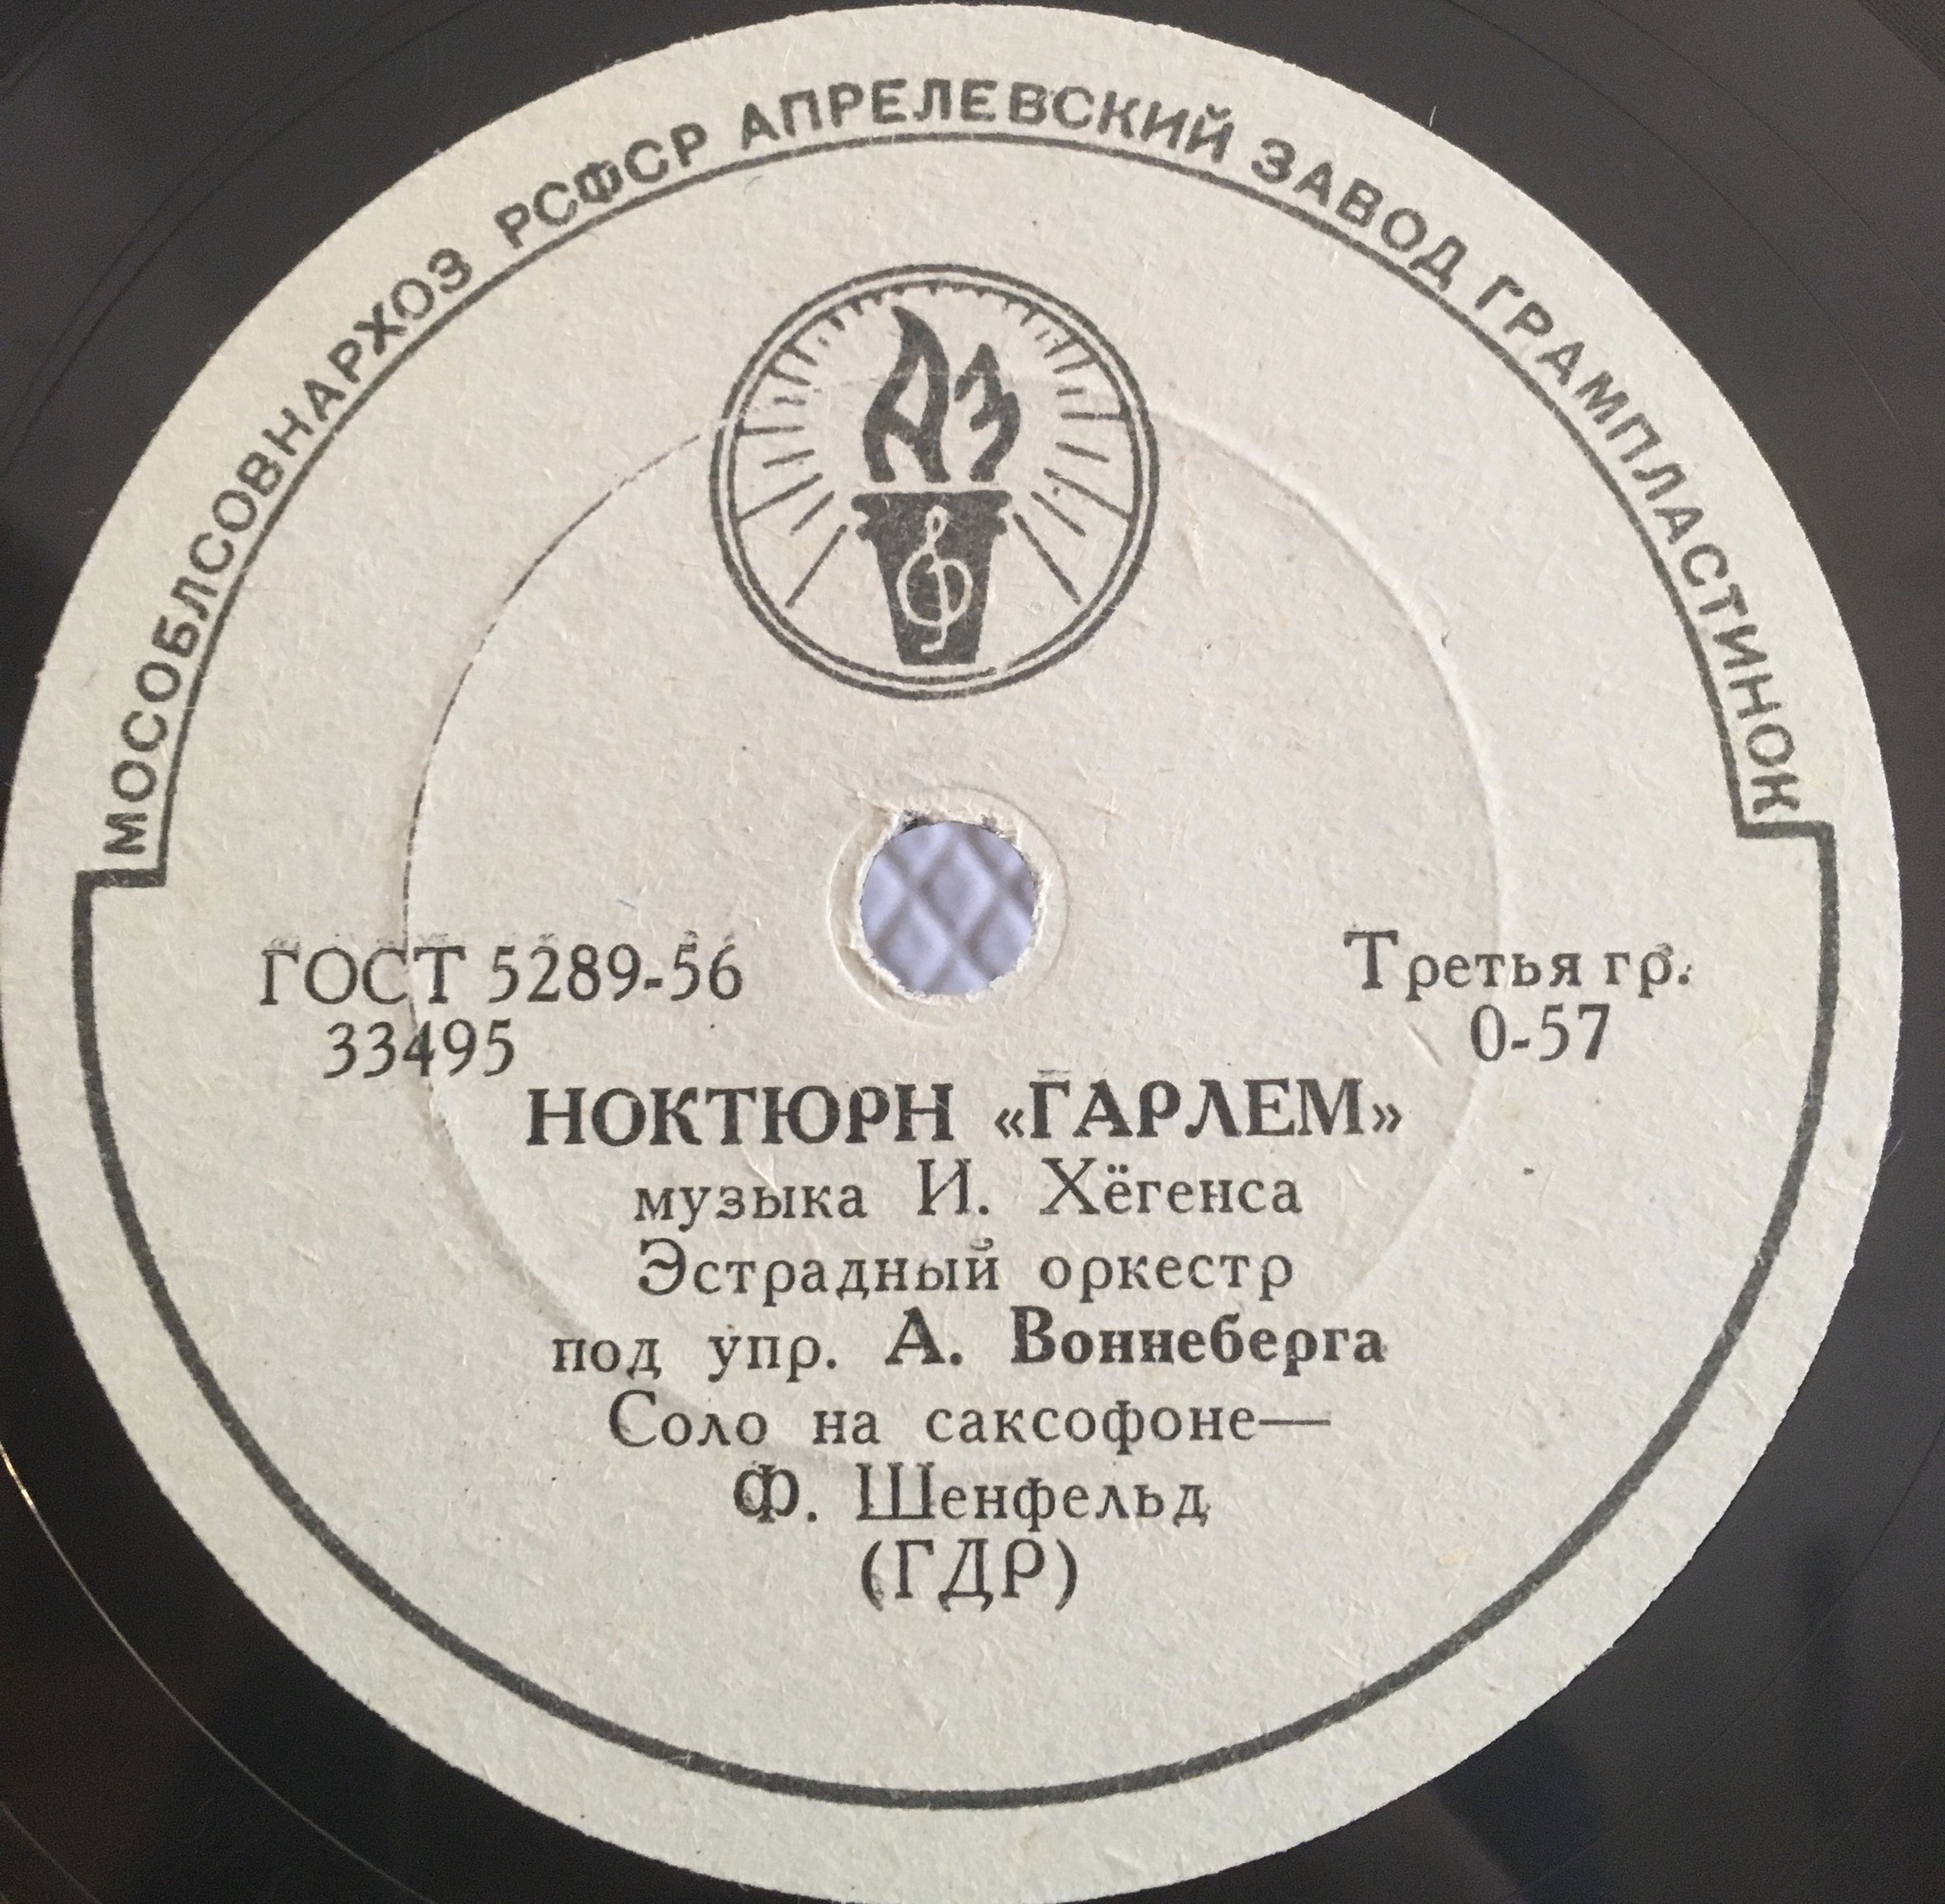 МОСОБЛСОВНАРХОЗ РСФСР АПРЕЛЕВСКИЙ ЗАВОД ГРАМПЛАСТИНОК
АЗ
ГОСТ 5289-56
33495
Третья гр.
0-57
НОКТЮРН «ГАРЛЕМ»
музыка И. Хёгенса
Эстрадный оркестр
под упр. А. Воннеберга
Соло на саксофоне—
Ф. Шенфельд
(ГДР)